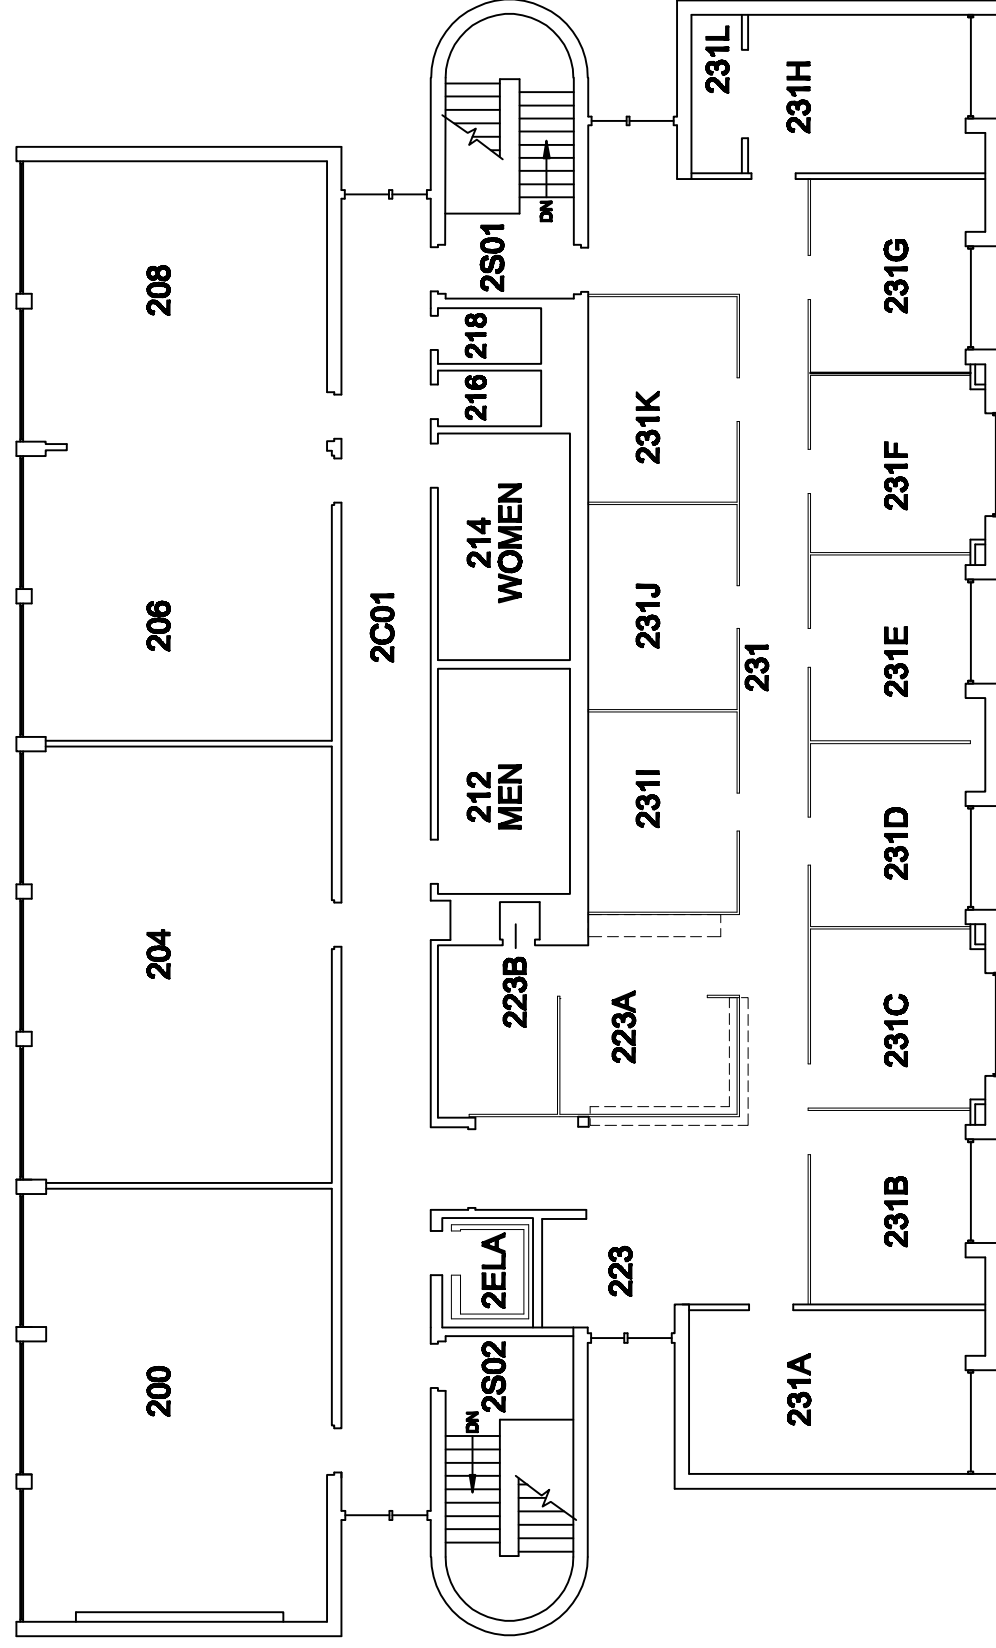 200
204
206
208
2C01
DN
2S02
2ELA
223B
212
MEN
214
WOMEN
216
218
2S01
DN
223
223A
231I
231J
231K
231L
231
231A
231H
231B
231C
231D
231E
231F
231G